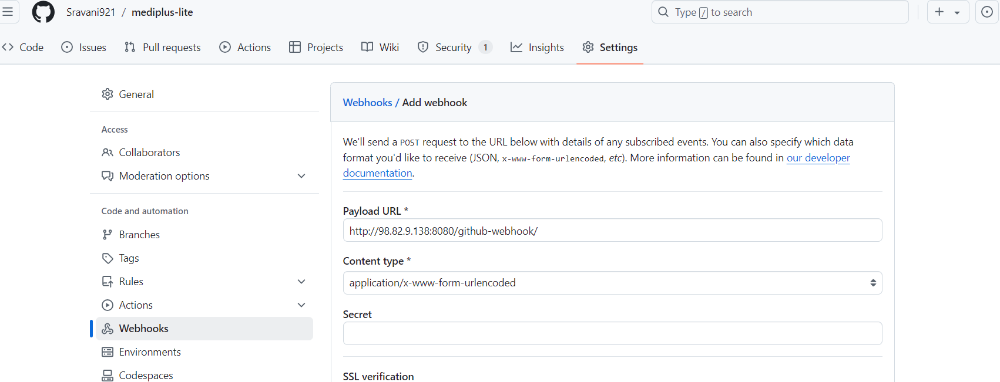 Sravani921 / mediplus-lite
Type / to search
Code
Issues
Pull requests
Actions
Projects
Wiki
Security 1
Insights
Settings
General
Access
Collaborators
Moderation options
Code and automation
Branches
Tags
Rules
Actions
Webhooks
Environments
Codespaces
Webhooks / Add webhook
We'll send a POST request to the URL below with details of any subscribed events. You can also specify which data
format you'd like to receive (JSON, x-www-form-urlencoded, etc). More information can be found in our developer
documentation.
Payload URL *
http://98.82.9.138:8080/github-webhook/
Content type *
application/x-www-form-urlencoded
Secret
SSL verification